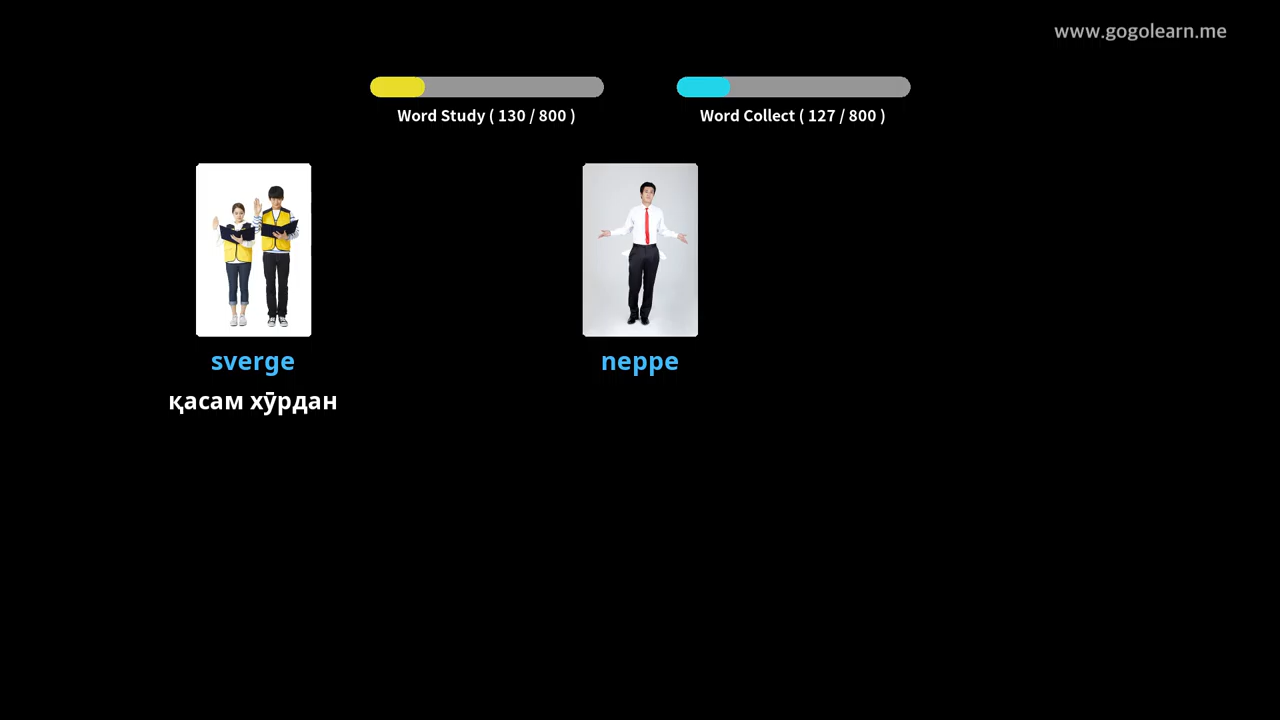 www.gogolearn.me
Word Study ( 130 / 800 )
Word Collect ( 127 / 800 )
sverge
neppe
қасам хӯрдан